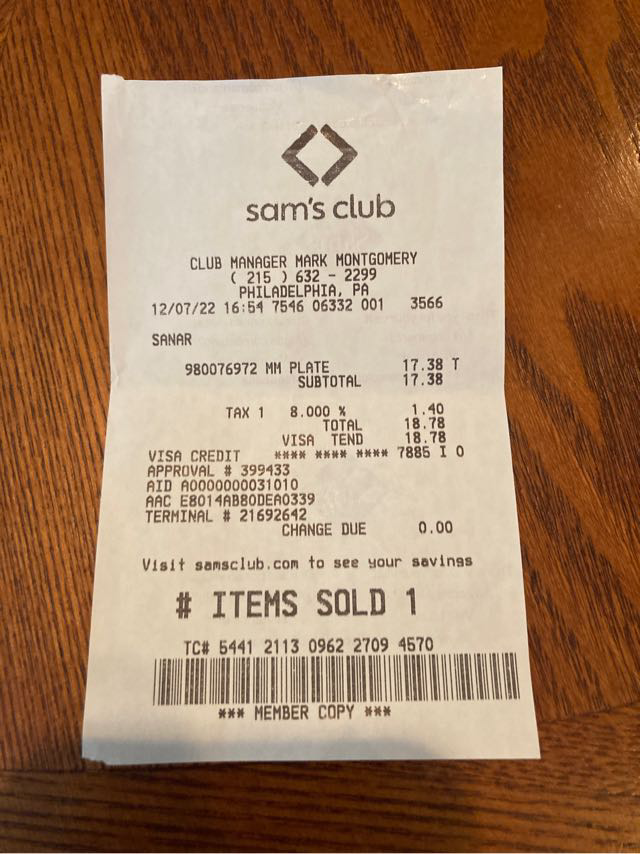 sam's club
CLUB MANAGER MARK MONTGOMERY
( 215 ) 632 - 2299
PHILADELPHIA, PA
12/07/22 16:54 7546 06332 001 3566
SANAR
980076972 MM PLATE 17.38 T
SUBTOTAL 17.38
TAX 1 8.000 % 1.40
TOTAL 18.78
VISA TEND 18.78
VISA CREDIT **** **** **** 7885 I 0
APPROVAL # 399433
AID A0000000031010
AAC E8014AB80DEA0339
TERMINAL # 21692642
CHANGE DUE 0.00
Visit samsclub.com to see your savings
# ITEMS SOLD 1
TC# 5441 2113 0962 2709 4570
*** MEMBER COPY ***